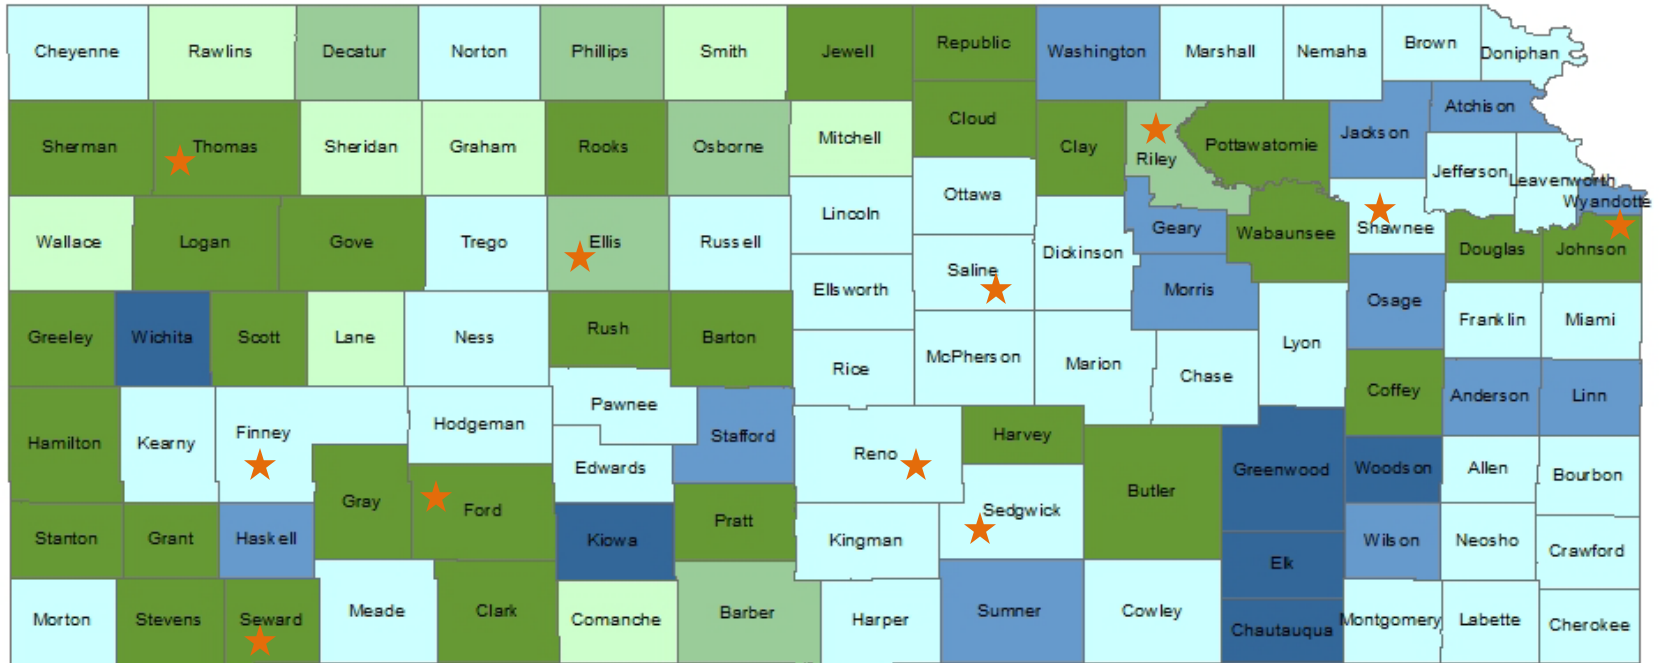 Cheyenne
Rawlins
Decatur
Norton
Phillips
Smith
Jewell
Republic
Washington
Marshall
Nemaha
Brown
Doniphan
Sherman
Thomas
Sheridan
Graham
Rooks
Osborne
Mitchell
Cloud
Clay
Riley
Pottawatomie
Jackson
Atchison
Jefferson
Leavenworth
Wyandotte
Wallace
Logan
Gove
Trego
Ellis
Russell
Lincoln
Ottawa
Saline
Dickinson
Geary
Wabaunsee
Shawnee
Douglas
Johnson
Greeley
Wichita
Scott
Lane
Ness
Rush
Barton
Ellsworth
Rice
McPherson
Marion
Morris
Chase
Lyon
Osage
Franklin
Miami
Hamilton
Kearny
Finney
Hodgeman
Pawnee
Stafford
Edwards
Reno
Harvey
Sedgwick
Butler
Greenwood
Coffey
Anderson
Linn
Woodson
Allen
Bourbon
Stanton
Grant
Haskell
Gray
Ford
Kiowa
Pratt
Kingman
Elk
Wilson
Neosho
Crawford
Morton
Stevens
Seward
Meade
Clark
Comanche
Barber
Harper
Sumner
Cowley
Chautauqua
Montgomery
Labette
Cherokee